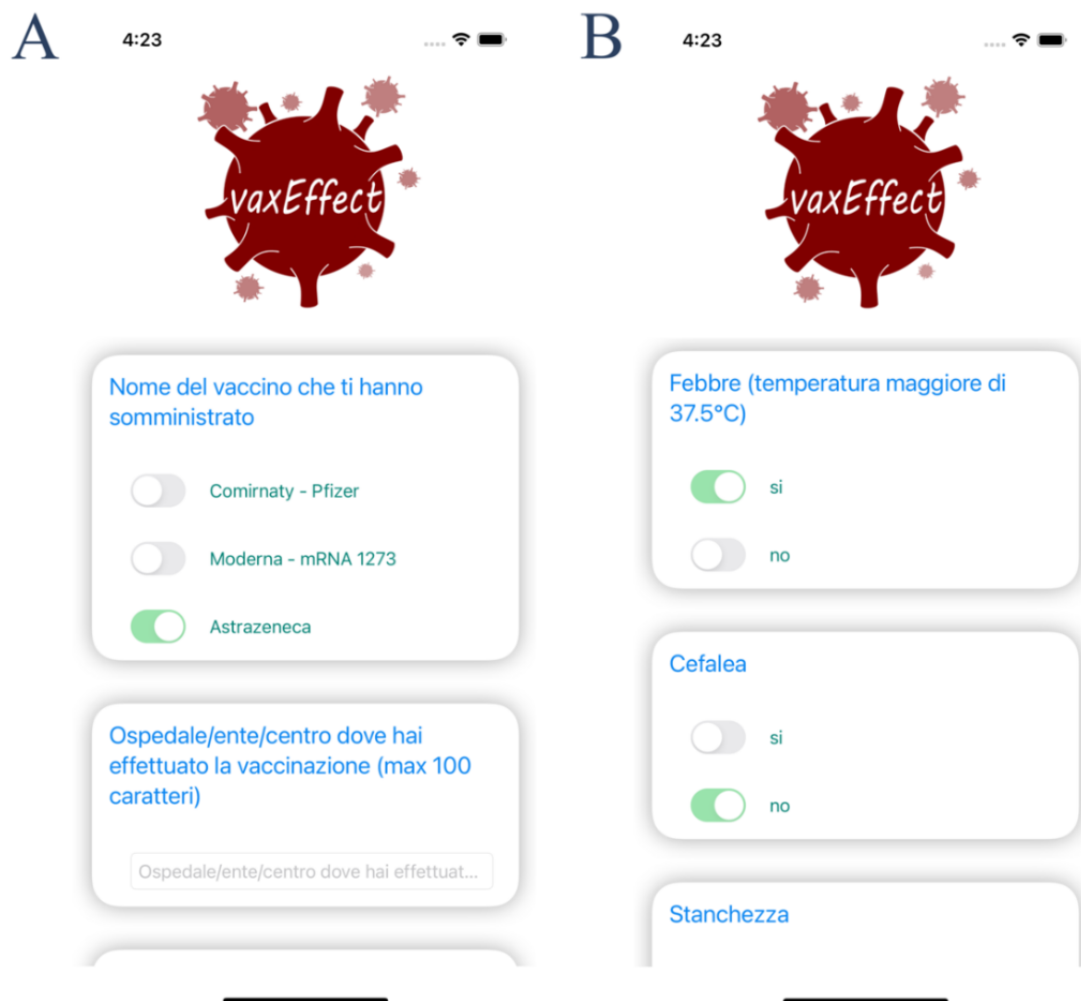 A
4:23
vaxEffect
Nome del vaccino che ti hanno
somministrato
Comirnaty - Pfizer
Moderna - mRNA 1273
Astrazeneca
Ospedale/ente/centro dove hai
effettuato la vaccinazione (max 100
caratteri)
Ospedale/ente/centro dove hai effettuat...
B
4:23
vaxEffect
Febbre (temperatura maggiore di
37.5°C)
si
no
Cefalea
si
no
Stanchezza